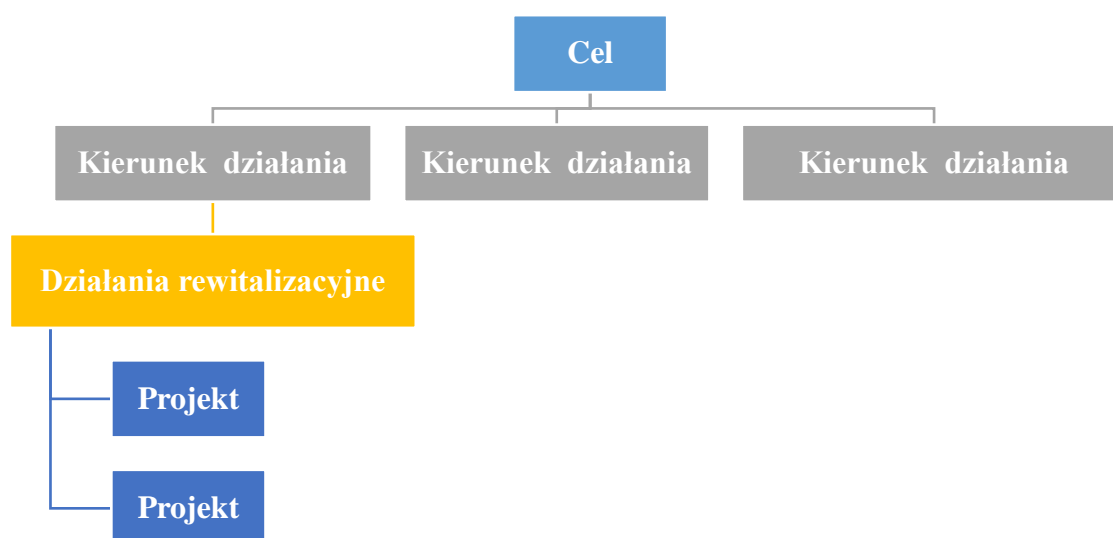 Cel
Kierunek działania
Kierunek działania
Kierunek działania
Działania rewitalizacyjne
Projekt
Projekt